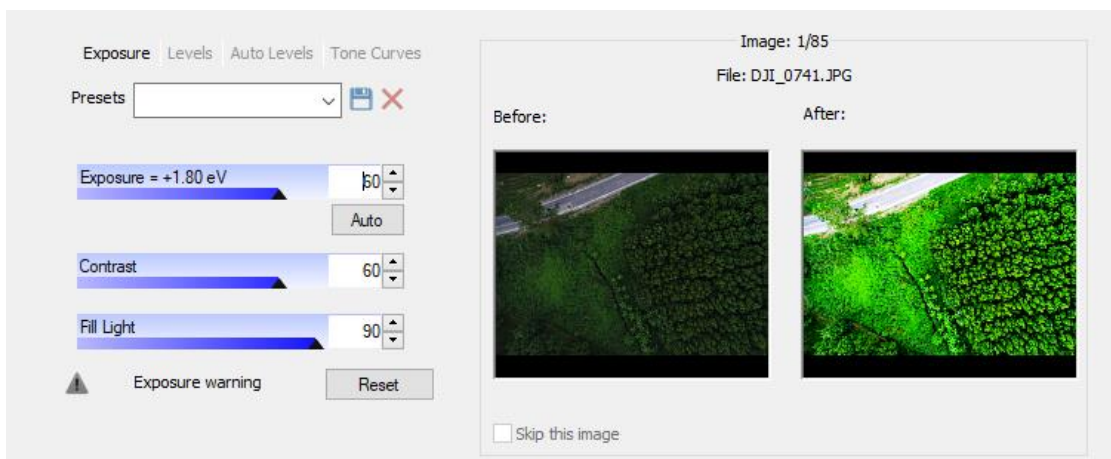 Exposure Levels Auto Levels Tone Curves
Presets
Exposure = +1.80 eV 60
Auto
Contrast 60
Fill Light 90
Exposure warning Reset
Image: 1/85
File: DJI_0741.JPG
Before: After:
Skip this image